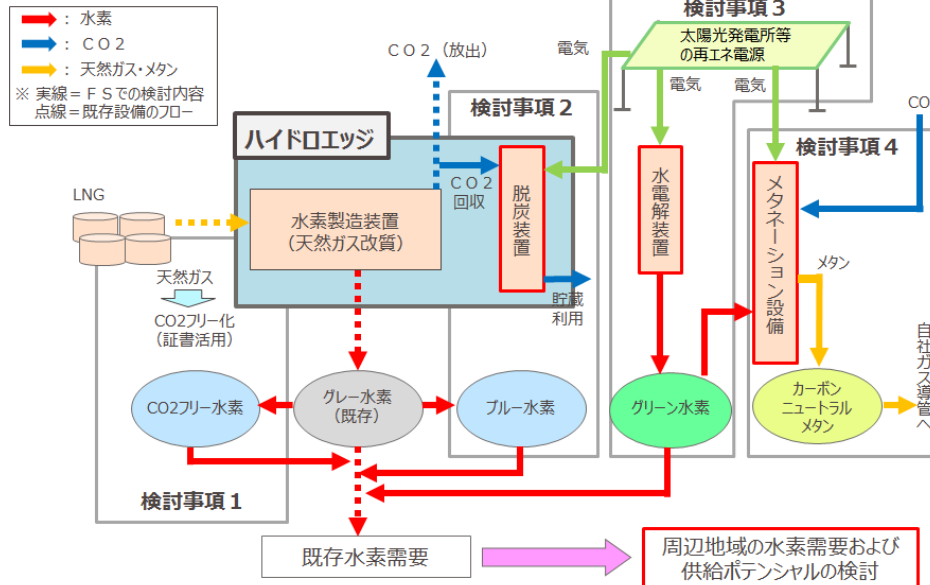 ：水素
：ＣＯ２
：天然ガス・メタン
※ 実線＝ＦＳでの検討内容
点線＝既存設備のフロー
検討事項３
太陽光発電所等
の再エネ電源
ＣＯ２（放出）
電気
電気
電気
検討事項２
ハイドロエッジ
検討事項４
CO
LNG
水素製造装置
（天然ガス改質）
ＣＯ２
回収
脱炭装置
水電解装置
メタネーション設備
天然ガス
CO2フリー化
（証書活用）
貯蔵
利用
メタン
自社ガス導管へ
CO2フリー水素
グレー水素
（既存）
ブルー水素
グリーン水素
カーボン
ニュートラル
メタン
検討事項１
既存水素需要
周辺地域の水素需要および
供給ポテンシャルの検討